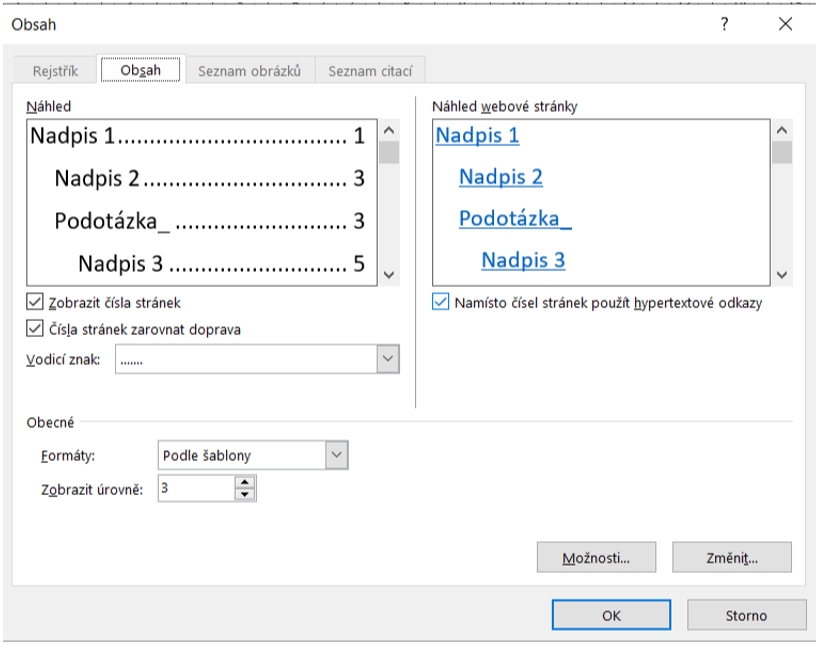 Obsah
Rejstřík Obsah Seznam obrázků Seznam citací
Náhled
Nadpis 1.................................. 1
Nadpis 2.............................. 3
Podotázka_ ......................... 3
Nadpis 3 .......................... 5
Zobrazit čísla stránek
Čísla stránek zarovnat doprava
Vodicí znak: .......
Náhled webové stránky
Nadpis 1
Nadpis 2
Podotázka_
Nadpis 3
Namísto čísel stránek použít hypertextové odkazy
Obecné
Formáty: Podle šablony
Zobrazit úrovně: 3
Možnosti... Změnit...
OK Storno